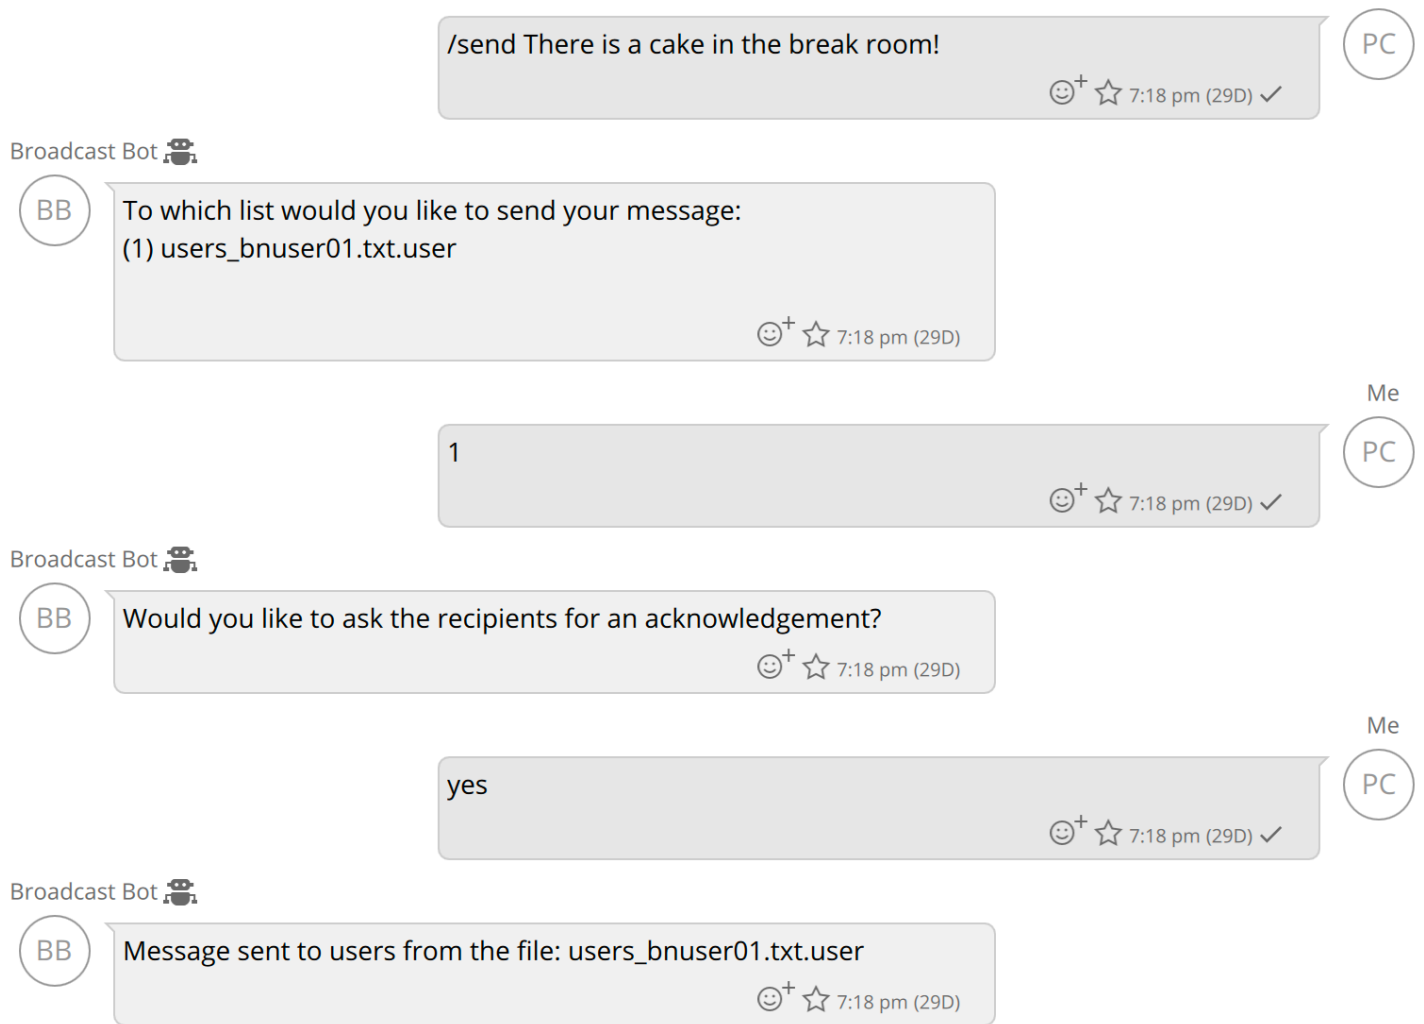 /send There is a cake in the break room!
7:18 pm (29D)
PC
Broadcast Bot
BB
To which list would you like to send your message:
(1) users_bnuser01.txt.user
7:18 pm (29D)
Me
PC
1
7:18 pm (29D)
Broadcast Bot
BB
Would you like to ask the recipients for an acknowledgement?
7:18 pm (29D)
Me
PC
yes
7:18 pm (29D)
Broadcast Bot
BB
Message sent to users from the file: users_bnuser01.txt.user
7:18 pm (29D)